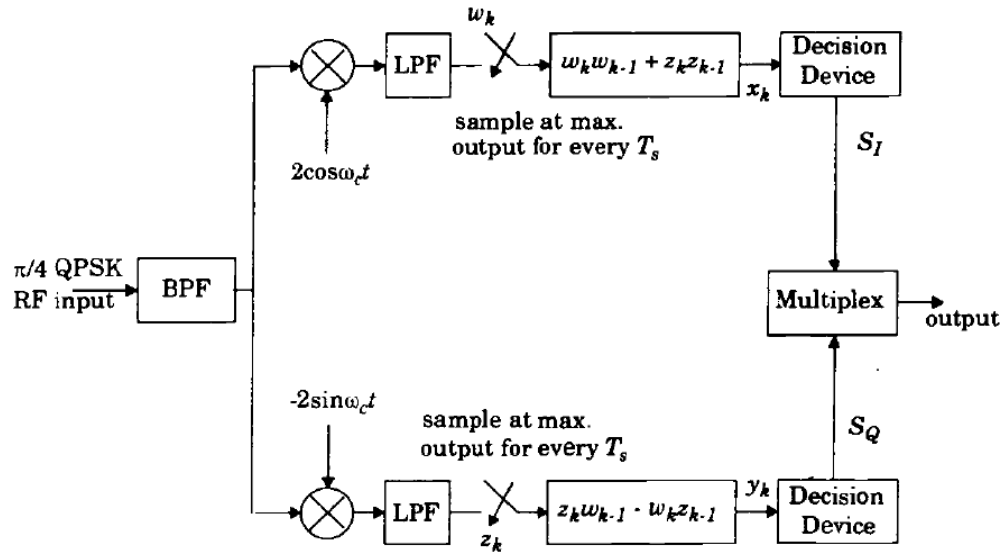 w_k
LPF
w_k w_{k-1} + z_k z_{k-1}
x_k
Decision
Device
sample at max.
output for every T_s
2cosω_c t
S_I
π/4 QPSK
RF input
BPF
Multiplex
output
-2sinω_c t
sample at max.
output for every T_s
S_Q
LPF
z_k
z_k w_{k-1} - w_k z_{k-1}
y_k
Decision
Device